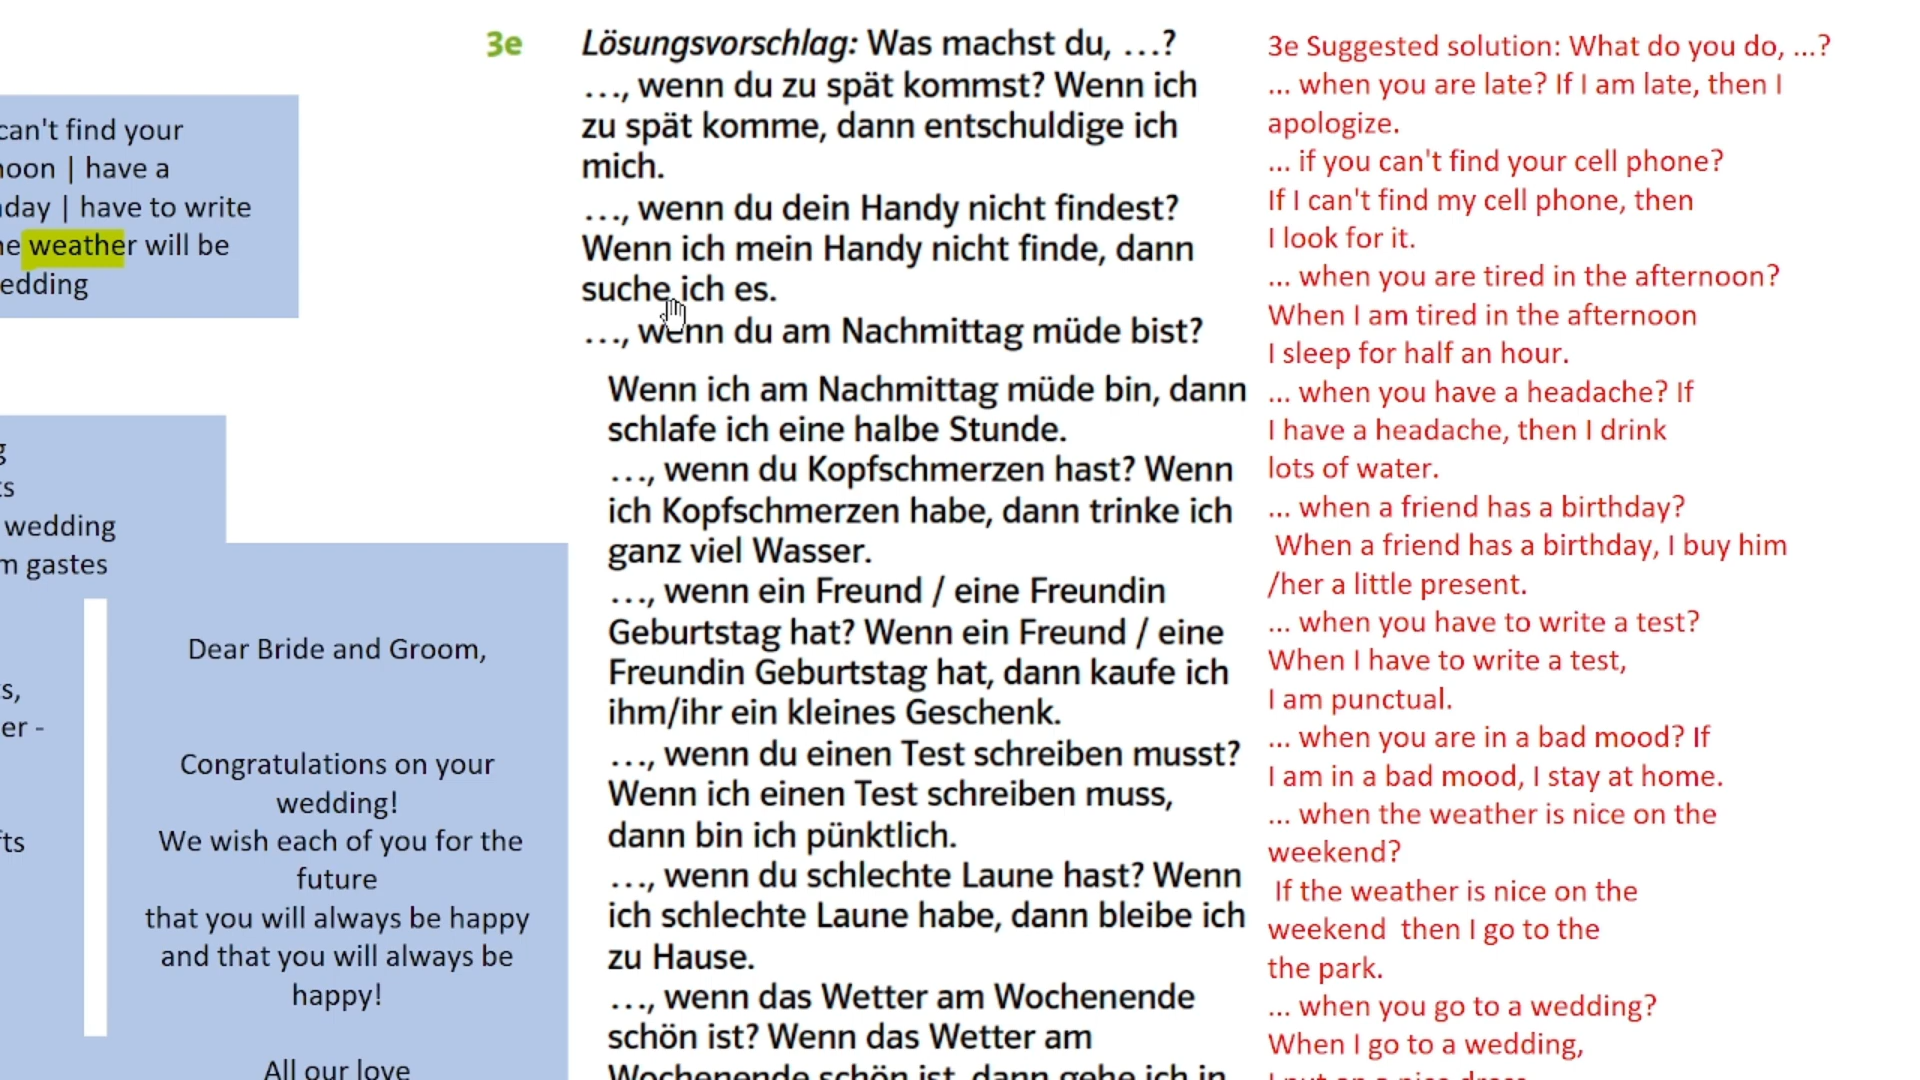 can't find your
noon | have a
day | have to write
he weather will be
edding
g
ts
wedding
m gastes
s,
er -
fts
Dear Bride and Groom,
Congratulations on your
wedding!
We wish each of you for the
future
that you will always be happy
and that you will always be
happy!
All our love
3e
Lösungsvorschlag: Was machst du, …?
…, wenn du zu spät kommst? Wenn ich
zu spät komme, dann entschuldige ich
mich.
…, wenn du dein Handy nicht findest?
Wenn ich mein Handy nicht finde, dann
suche ich es.
…, wenn du am Nachmittag müde bist?
Wenn ich am Nachmittag müde bin, dann
schlafe ich eine halbe Stunde.
…, wenn du Kopfschmerzen hast? Wenn
ich Kopfschmerzen habe, dann trinke ich
ganz viel Wasser.
…, wenn ein Freund / eine Freundin
Geburtstag hat? Wenn ein Freund / eine
Freundin Geburtstag hat, dann kaufe ich
ihm/ihr ein kleines Geschenk.
…, wenn du einen Test schreiben musst?
Wenn ich einen Test schreiben muss,
dann bin ich pünktlich.
…, wenn du schlechte Laune hast? Wenn
ich schlechte Laune habe, dann bleibe ich
zu Hause.
…, wenn das Wetter am Wochenende
schön ist? Wenn das Wetter am
Wochenende schön ist, dann gehe ich in
3e Suggested solution: What do you do, ...?
... when you are late? If I am late, then I
apologize.
... if you can't find your cell phone?
If I can't find my cell phone, then
I look for it.
... when you are tired in the afternoon?
When I am tired in the afternoon
I sleep for half an hour.
... when you have a headache? If
I have a headache, then I drink
lots of water.
... when a friend has a birthday?
When a friend has a birthday, I buy him
/her a little present.
... when you have to write a test?
When I have to write a test,
I am punctual.
... when you are in a bad mood? If
I am in a bad mood, I stay at home.
... when the weather is nice on the
weekend?
If the weather is nice on the
weekend then I go to the
the park.
... when you go to a wedding?
When I go to a wedding,
I put on a nice dress